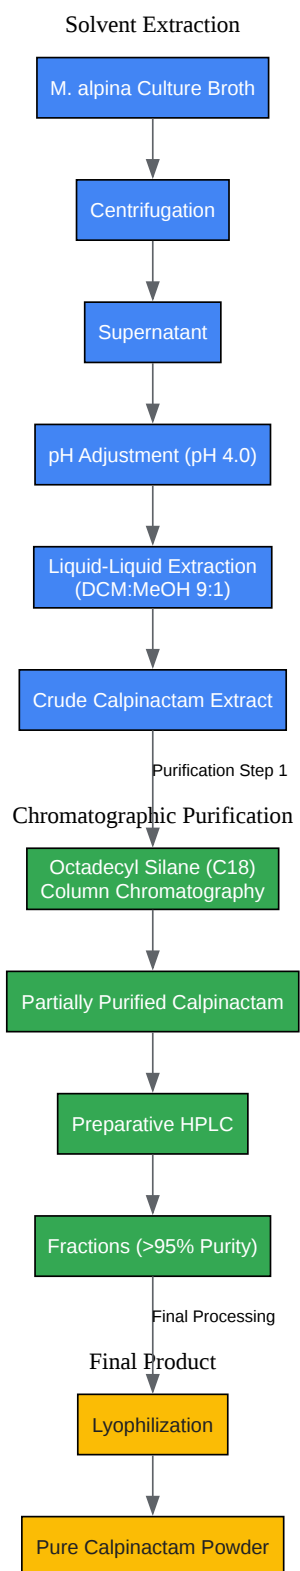 Solvent Extraction
M. alpina Culture Broth
Centrifugation
Supernatant
pH Adjustment (pH 4.0)
Liquid-Liquid Extraction
(DCM:MeOH 9:1)
Crude Calpinactam Extract
Purification Step 1
Chromatographic Purification
Octadecyl Silane (C18)
Column Chromatography
Partially Purified Calpinactam
Preparative HPLC
Fractions (>95% Purity)
Final Processing
Final Product
Lyophilization
Pure Calpinactam Powder